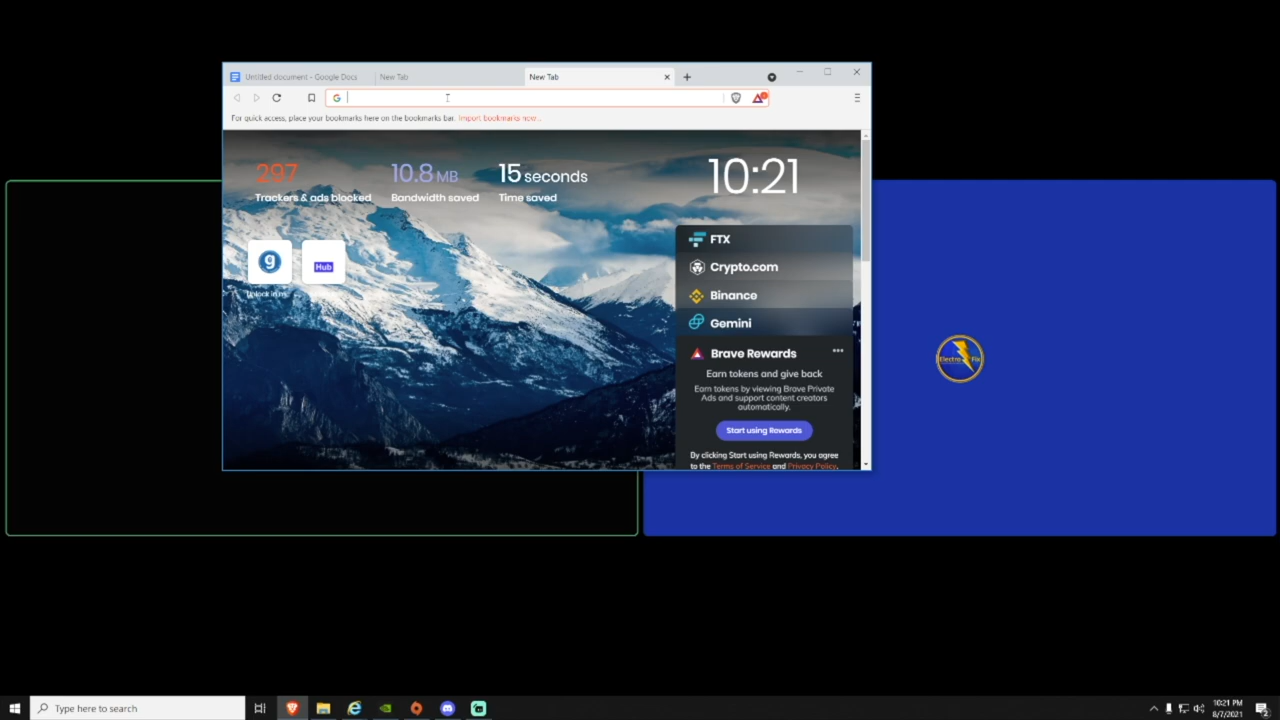 Untitled document - Google Docs
New Tab
New Tab
For quick access, place your bookmarks here on the bookmarks bar. Import bookmarks now...
297
Trackers & ads blocked
10.8 MB
Bandwidth saved
15 seconds
Time saved
10:21
g
Hub
FTX
Crypto.com
Binance
Gemini
Brave Rewards
Earn tokens and give back
Earn tokens by viewing Brave Private
Ads and support content creators
automatically.
Start using Rewards
By clicking Start using Rewards, you agree
to the Terms of Service and Privacy Policy.
Type here to search
10:21 PM
8/7/2021